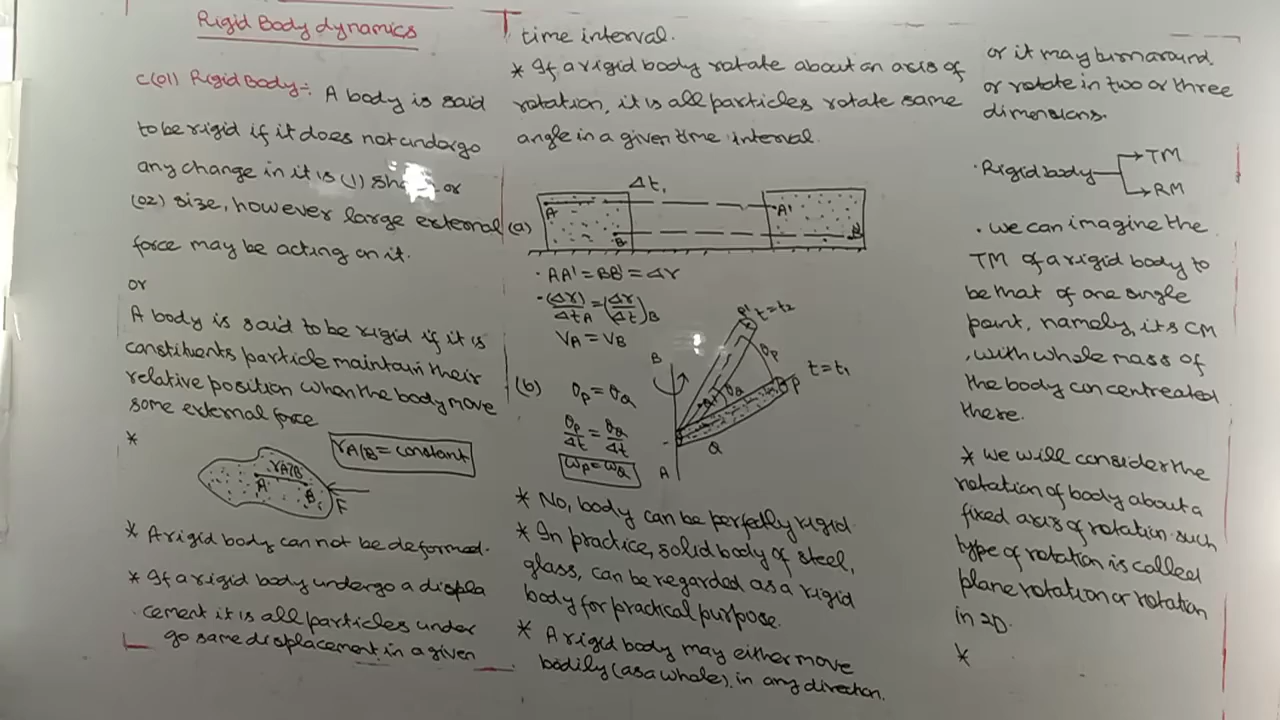 Rigid Body dynamics
C(01) Rigid Body:- A body is said
to be rigid if it does not undergo
any change in it is (1) or
(02) size, however large external
force may be acting on it.
or
A body is said to be rigid if it is
constituents particle maintain their
relative position when the body move
some external force
*
rA/B = constant
rA/B
A B
F
* A rigid body cannot be deformed.
* If a rigid body undergo a displa
cement it is all particles under
go same displacement in a given
time interval.
* If a rigid body rotate about an axis of
rotation, it is all particles rotate same
angle in a given time interval.
Δt,
(a)
A A'
B B'
· AA' = BB' = Δr
· (Δr/Δt)A = (Δr/Δt)B
VA = VB
(b) θp = θQ
θp/Δt = θQ/Δt
ωp = ωQ
P' t=t2
B
θp
t=t1
P
Q' θQ
Q
A
* No, body can be perfectly rigid
* In practice, solid body of steel,
glass, can be regarded as a rigid
body for practical purpose.
* A rigid body may either move
bodily (as a whole), in any direction.
or it may turn around
or rotate in two or three
dimensions.
· Rigid body → TM
→ RM
· we can imagine the
TM of a rigid body to
be that of one single
point, namely, its CM
, with whole mass of
the body concentreated
there.
* we will consider the
rotation of body about a
fixed axis of rotation such
type of rotation is called
plane rotation or rotation
in 2D.
*